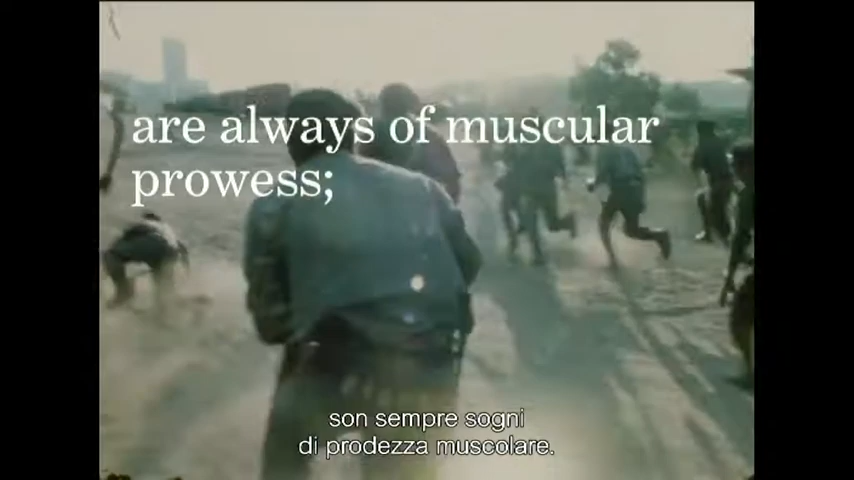 are always of muscular
prowess;
son sempre sogni
di prodezza muscolare.